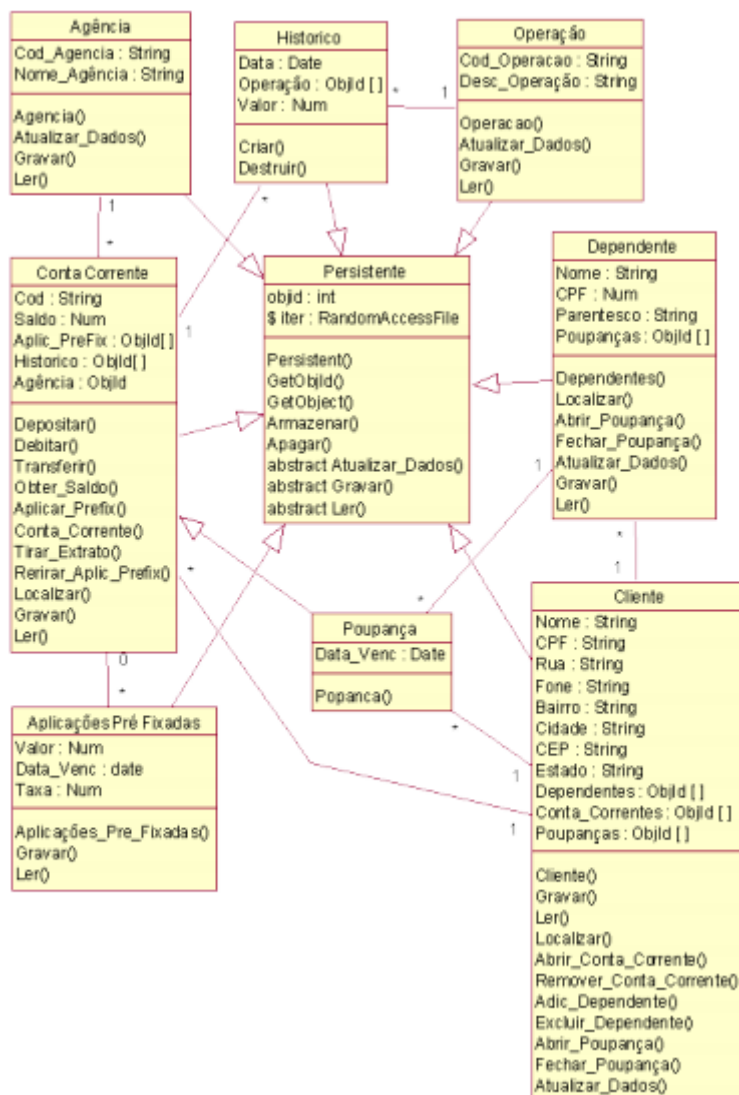 Agência
Cod_Agencia : String
Nome_Agência : String
Agencia()
Atualizar_Dados()
Gravar()
Ler()
Historico
Data : Date
Operação : ObjId [ ]
Valor : Num
Criar()
Destruir()
Operação
Cod_Operacao : String
Desc_Operação : String
Operacao()
Atualizar_Dados()
Gravar()
Ler()
*
1
1
*
*
1
Conta Corrente
Cod : String
Saldo : Num
Aplic_PreFix : ObjId[ ]
Historico : ObjId[ ]
Agência : ObjId
Depositar()
Debitar()
Transferir()
Obter_Saldo()
Aplicar_Prefix()
Conta_Corrente()
Tirar_Extrato()
Rerirar_Aplic_Prefix()
Localizar()
Gravar()
Ler()
Persistente
objid : int
$ iter : RandomAccessFile
Persistent()
GetObjId()
GetObject()
Armazenar()
Apagar()
abstract Atualizar_Dados()
abstract Gravar()
abstract Ler()
Dependente
Nome : String
CPF : Num
Parentesco : String
Poupanças : ObjId [ ]
Dependentes()
Localizar()
Abrir_Poupança()
Fechar_Poupança()
Atualizar_Dados()
Gravar()
Ler()
1
*
*
1
*
0
*
Poupança
Data_Venc : Date
Popanca()
*
1
1
Aplicações Pré Fixadas
Valor : Num
Data_Venc : date
Taxa : Num
Aplicações_Pre_Fixadas()
Gravar()
Ler()
Cliente
Nome : String
CPF : String
Rua : String
Fone : String
Bairro : String
Cidade : String
CEP : String
Estado : String
Dependentes : ObjId [ ]
Conta_Correntes : ObjId [ ]
Poupanças : ObjId [ ]
Cliente()
Gravar()
Ler()
Localizar()
Abrir_Conta_Corrente()
Remover_Conta_Corrente()
Adic_Dependente()
Excluir_Dependente()
Abrir_Poupança()
Fechar_Poupança()
Atualizar_Dados()